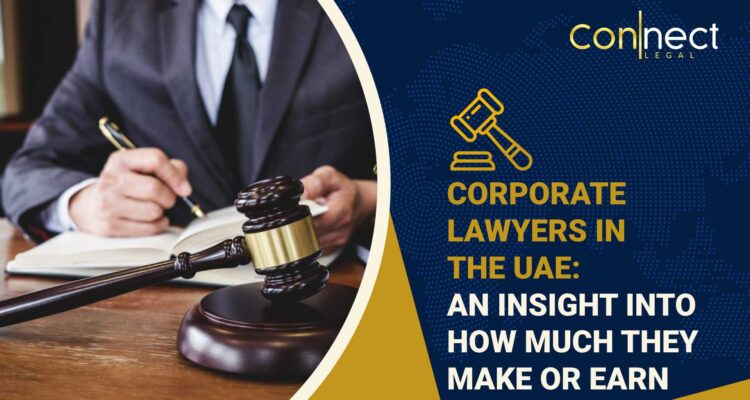 Connect
LEGAL
CORPORATE
LAWYERS IN
THE UAE:
AN INSIGHT INTO
HOW MUCH THEY
MAKE OR EARN